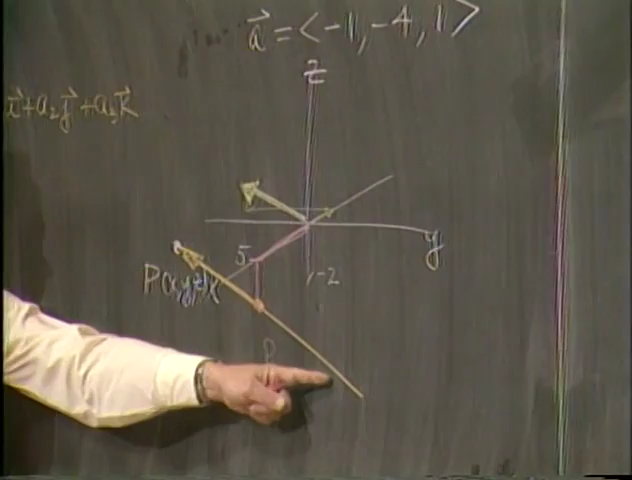 a⃗ = <-1, -4, 1>
z
i⃗ + a₂j⃗ + a₃k⃗
y
5
-2
P(x,y,z) x
P